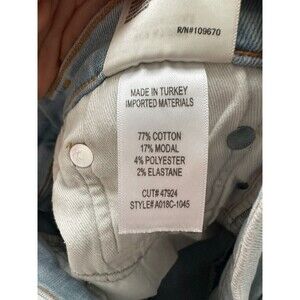 R/N#109670
MADE IN TURKEY
IMPORTED MATERIALS
77% COTTON
17% MODAL
4% POLYESTER
2% ELASTANE
CUT# 47924
STYLE# A018C-1045